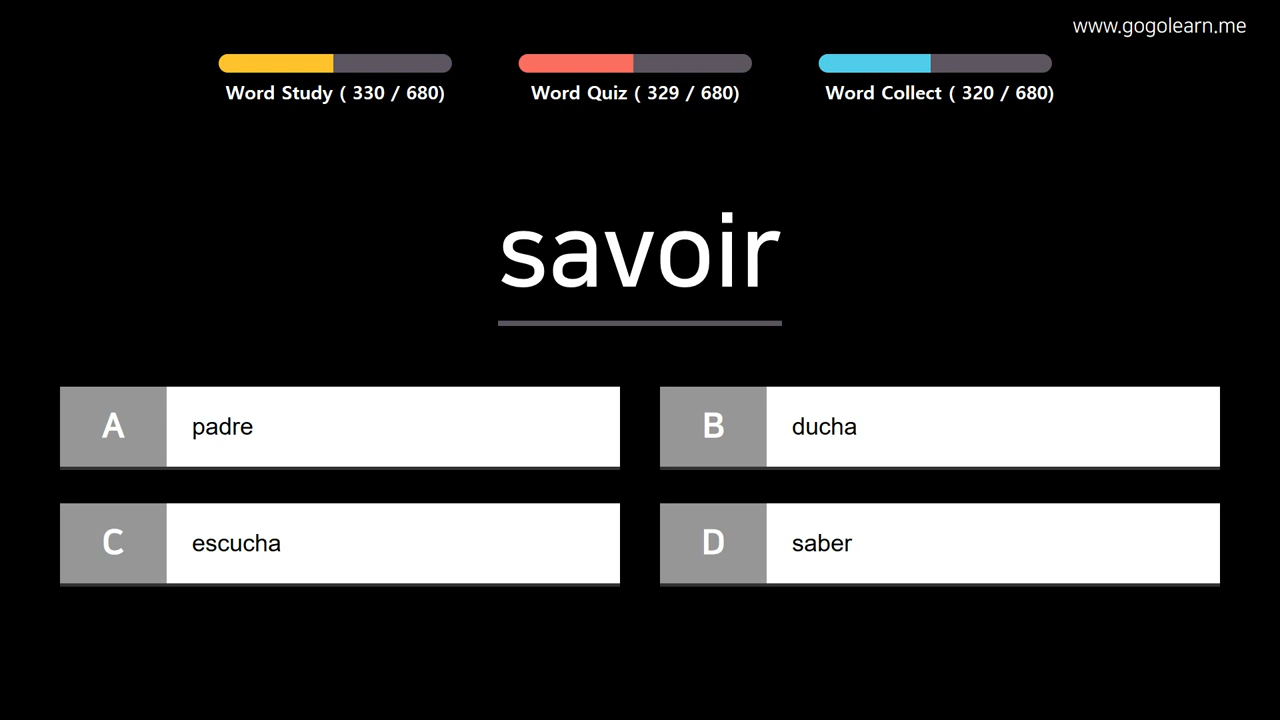 www.gogolearn.me
Word Study ( 330 / 680)
Word Quiz ( 329 / 680)
Word Collect ( 320 / 680)
savoir
A
padre
B
ducha
C
escucha
D
saber